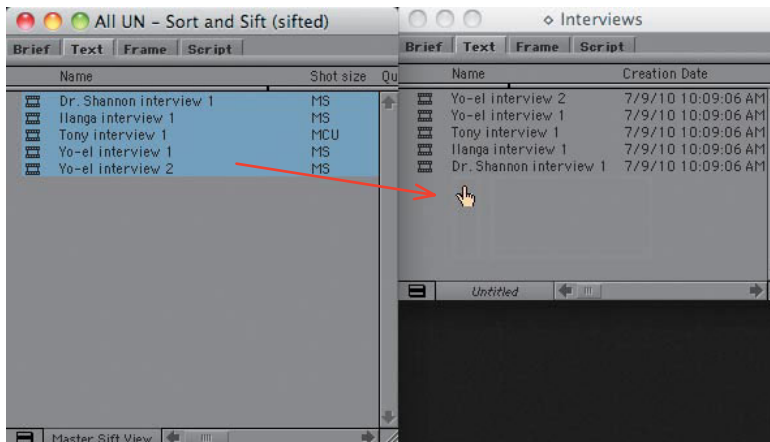 All UN – Sort and Sift (sifted)
Brief Text Frame Script
Name Shot size Qu
Dr. Shannon interview 1 MS
Ilanga interview 1 MS
Tony interview 1 MCU
Yo-el interview 1 MS
Yo-el interview 2 MS
Master Sift View
Interviews
Brief Text Frame Script
Name Creation Date
Yo-el interview 2 7/9/10 10:09:06 AM
Yo-el interview 1 7/9/10 10:09:06 AM
Tony interview 1 7/9/10 10:09:06 AM
Ilanga interview 1 7/9/10 10:09:06 AM
Dr. Shannon interview 1 7/9/10 10:09:06 AM
Untitled